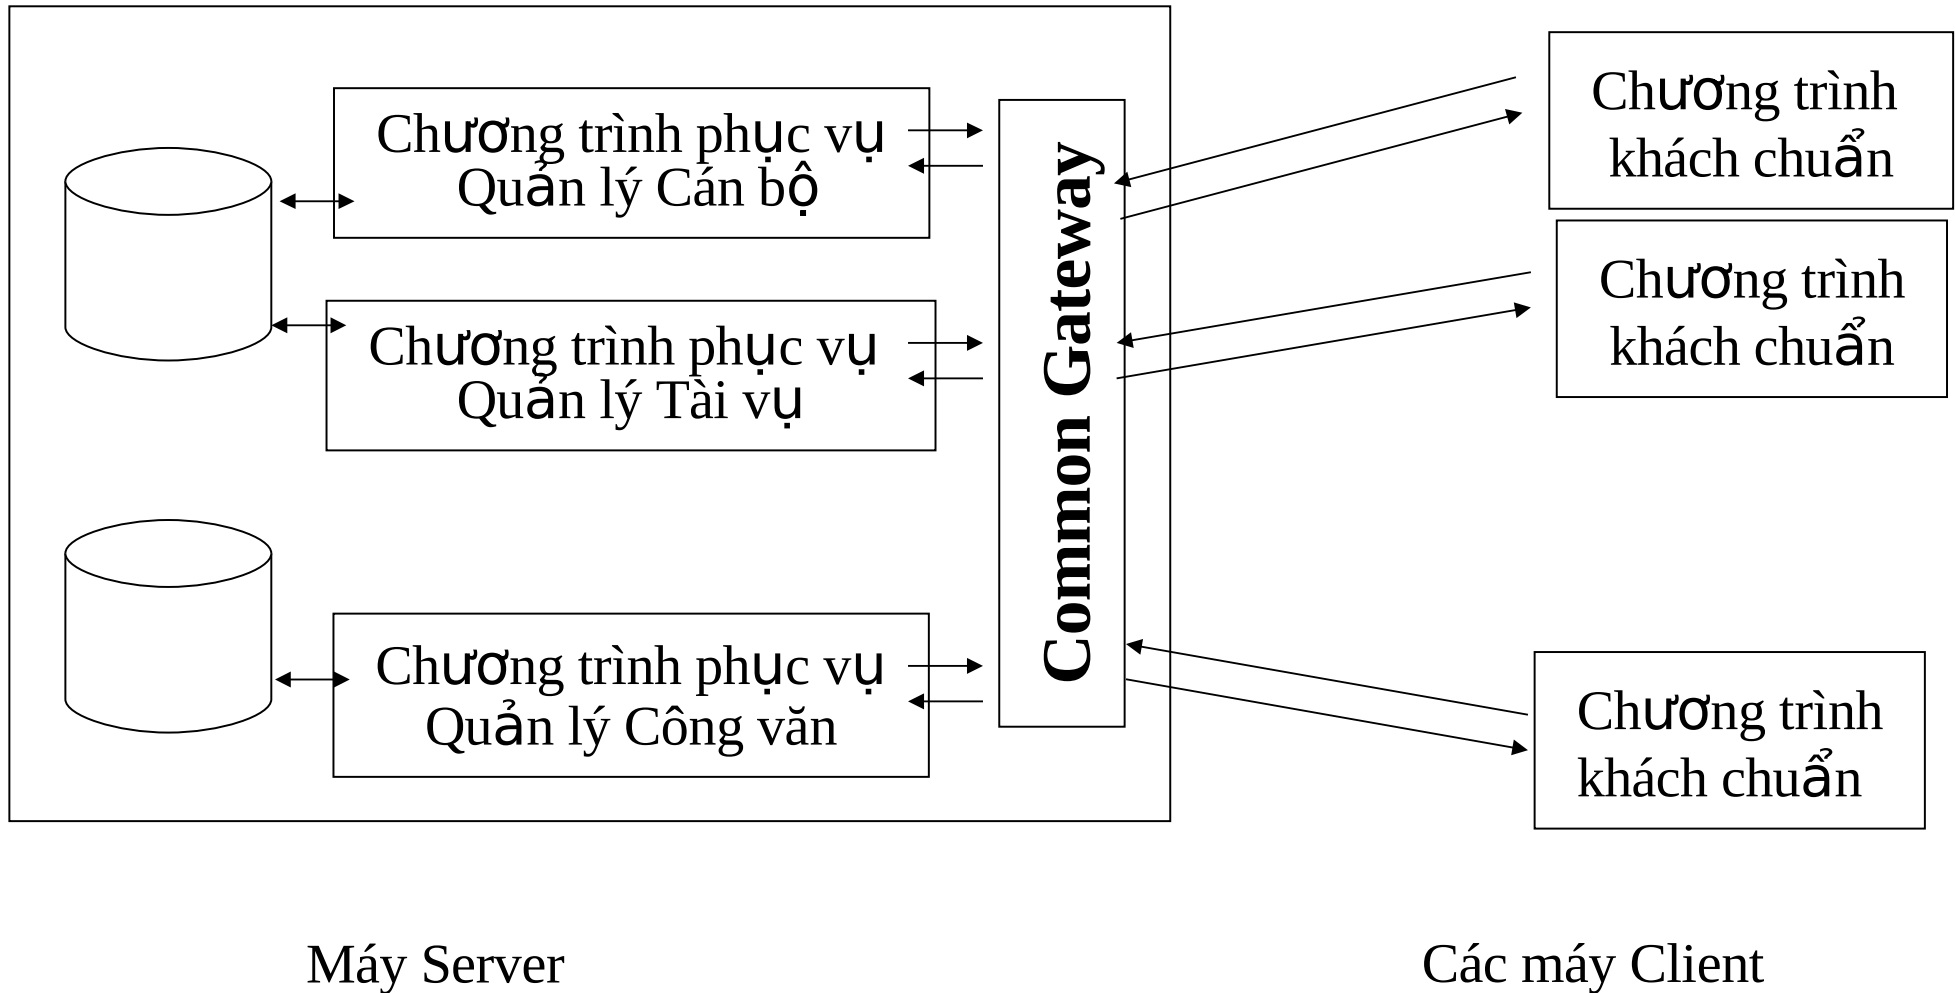 Chương trình phục vụ
Quản lý Cán bộ
Chương trình phục vụ
Quản lý Tài vụ
Chương trình phục vụ
Quản lý Công văn
Common Gateway
Chương trình
khách chuẩn
Chương trình
khách chuẩn
Chương trình
khách chuẩn
Máy Server
Các máy Client